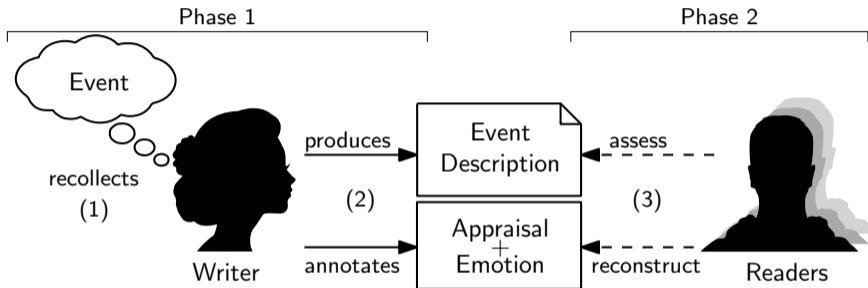 Phase 1
Phase 2
Event
recollects
(1)
Writer
produces
(2)
annotates
Event
Description
Appraisal
+
Emotion
assess
(3)
reconstruct
Readers